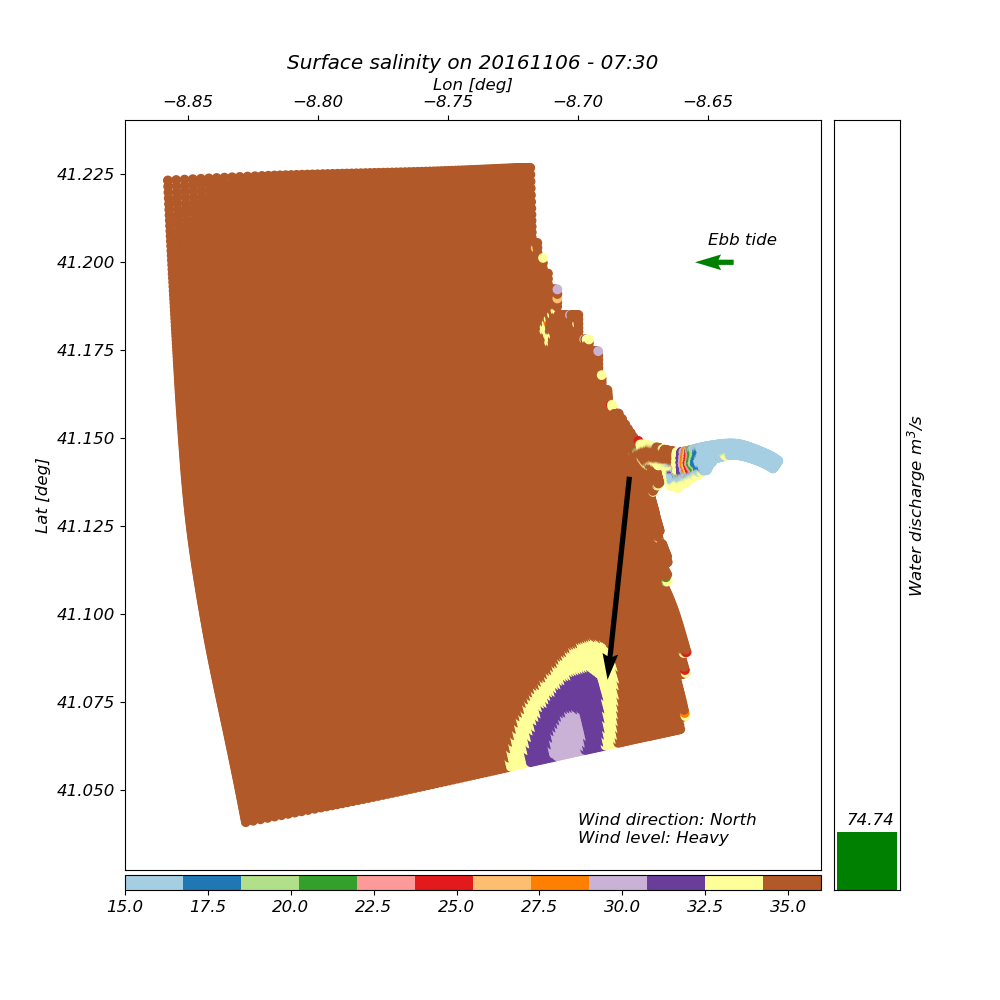 Surface salinity on 20161106 - 07:30
Lon [deg]
−8.85 −8.80 −8.75 −8.70 −8.65
41.225
Ebb tide
41.200
41.175
41.150
41.125
41.100
41.075
41.050
Lat [deg]
Water discharge m³/s
Wind direction: North
Wind level: Heavy
74.74
15.0 17.5 20.0 22.5 25.0 27.5 30.0 32.5 35.0